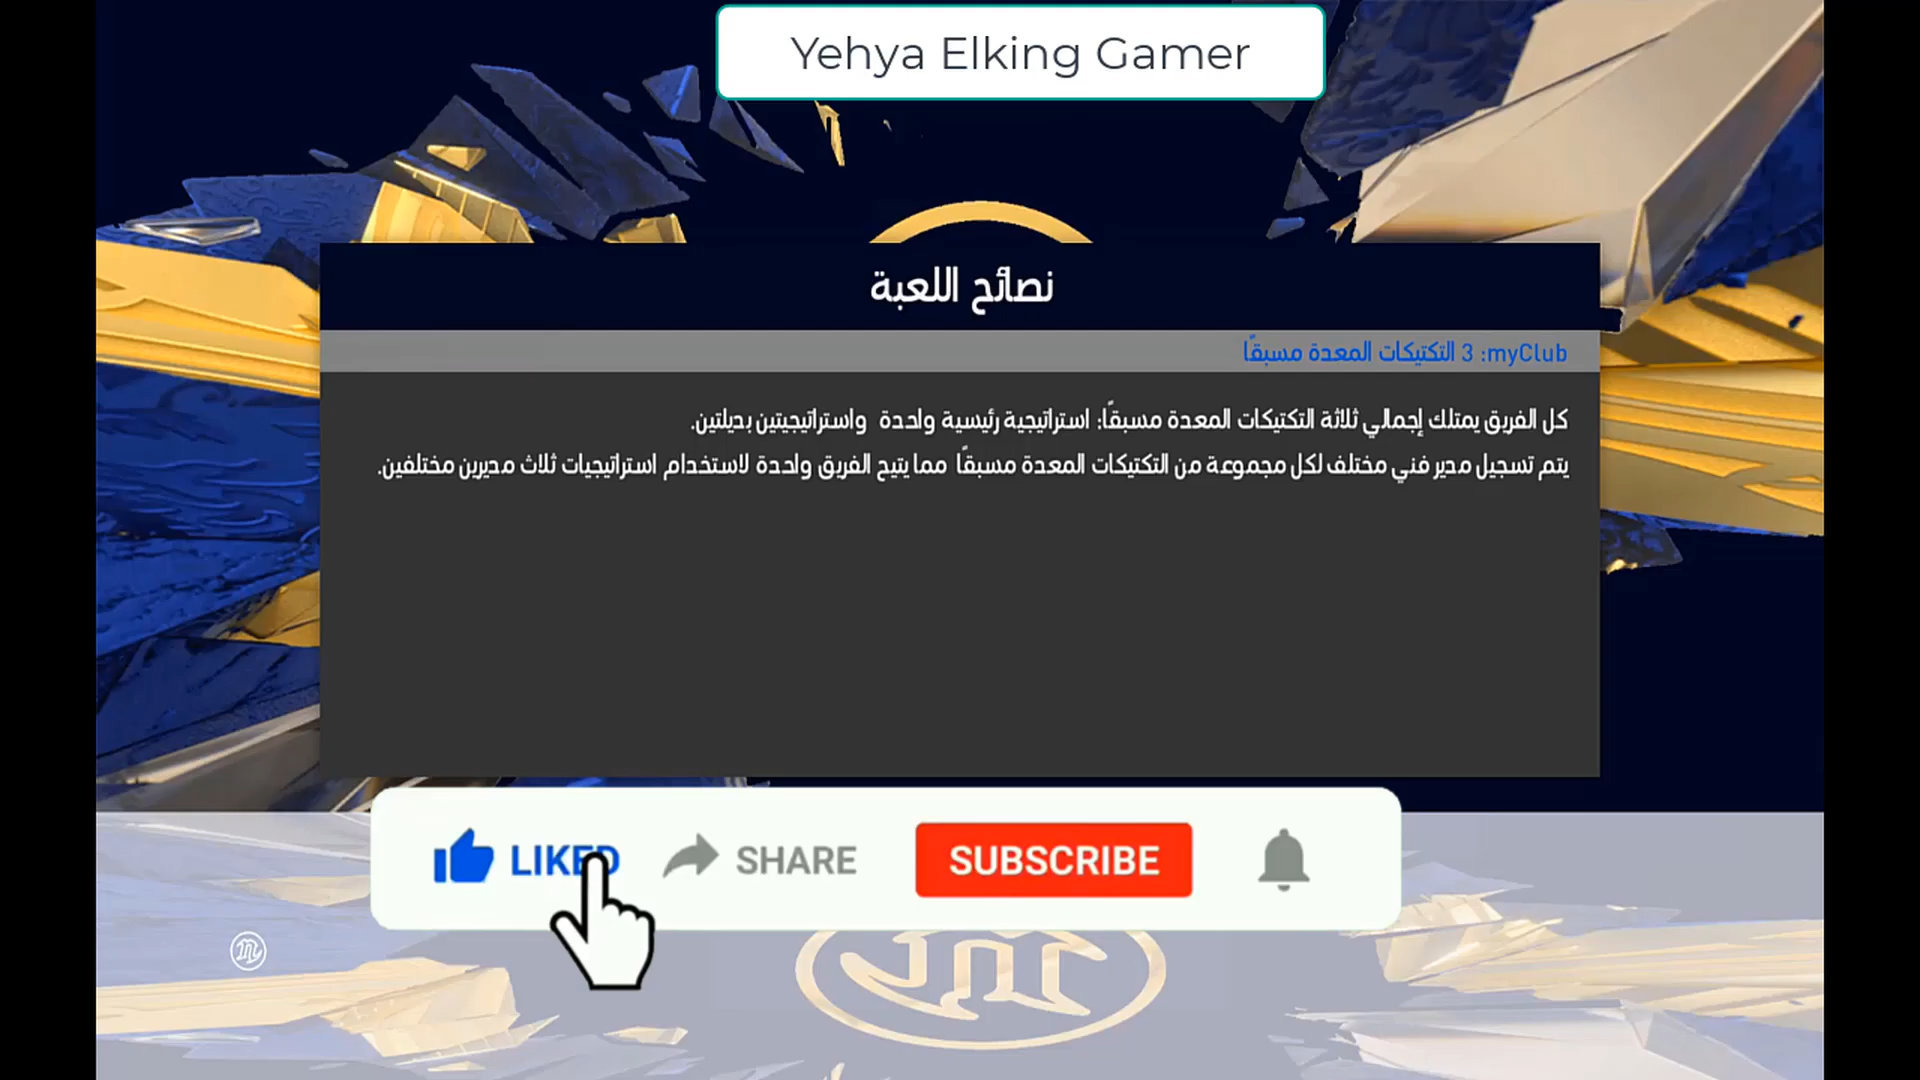 Yehya Elking Gamer
نصائح اللعبة
myClub: 3 التكتيكات المعدة مسبقًا
كل الفريق يمتلك إجمالي ثلاثة التكتيكات المعدة مسبقًا: استراتيجية رئيسية واحدة واستراتيجيتين بديلتين.
يتم تسجيل مدير فني مختلف لكل مجموعة من التكتيكات المعدة مسبقًا مما يتيح الفريق واحدة لاستخدام استراتيجيات ثلاث مديرين مختلفين.
LIKED SHARE SUBSCRIBE